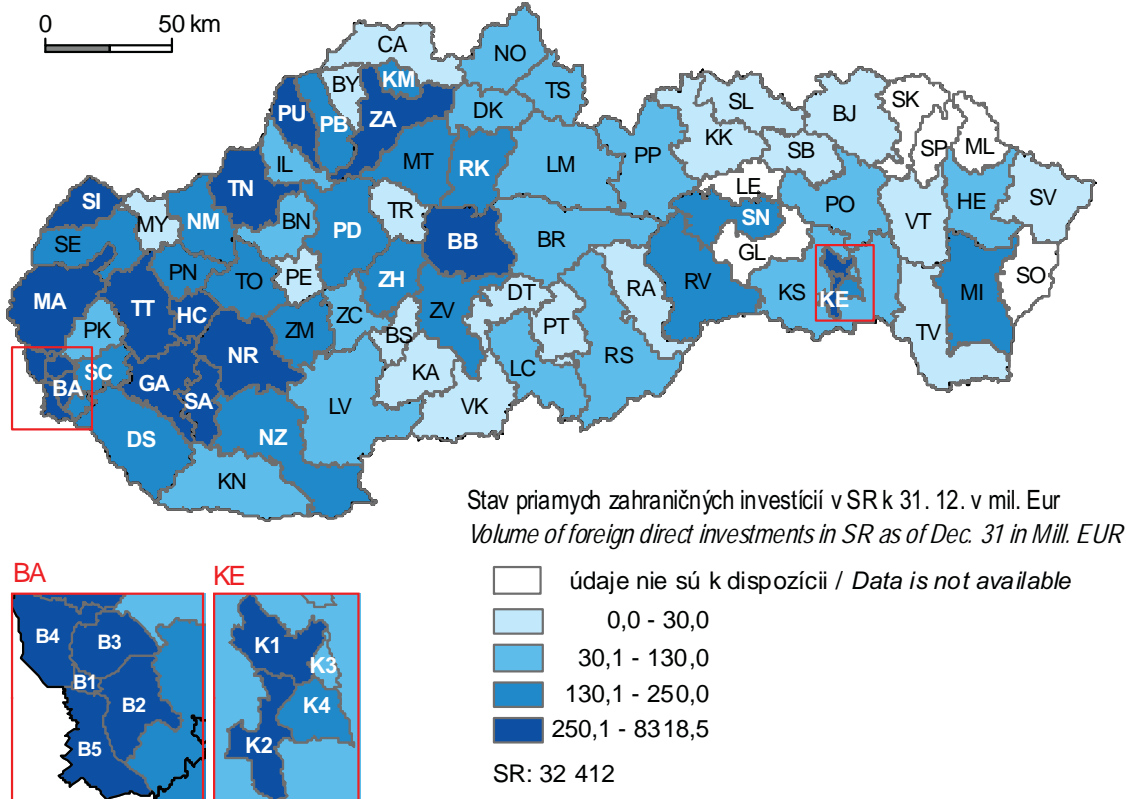 0 50 km
CA NO
BY KM TS
PU PB ZA DK SL BJ SK
KK SP ML
IL MT RK LM PP SB
TN LE
SI MY NM BN TR SN PO VT HE SV
SE PD BB BR GL
PN TO PE ZH RV KS KE MI SO
MA TT HC ZM ZC ZV DT RA
PK BS PT TV
BA SC GA NR KA LC RS
SA LV VK
DS NZ
KN
Stav priamych zahraničných investícií v SR k 31. 12. v mil. Eur
Volume of foreign direct investments in SR as of Dec. 31 in Mill. EUR
údaje nie sú k dispozícii / Data is not available
0,0 - 30,0
30,1 - 130,0
130,1 - 250,0
250,1 - 8318,5
SR: 32 412
BA
B4 B3
B1
B2
B5
KE
K1
K3
K4
K2